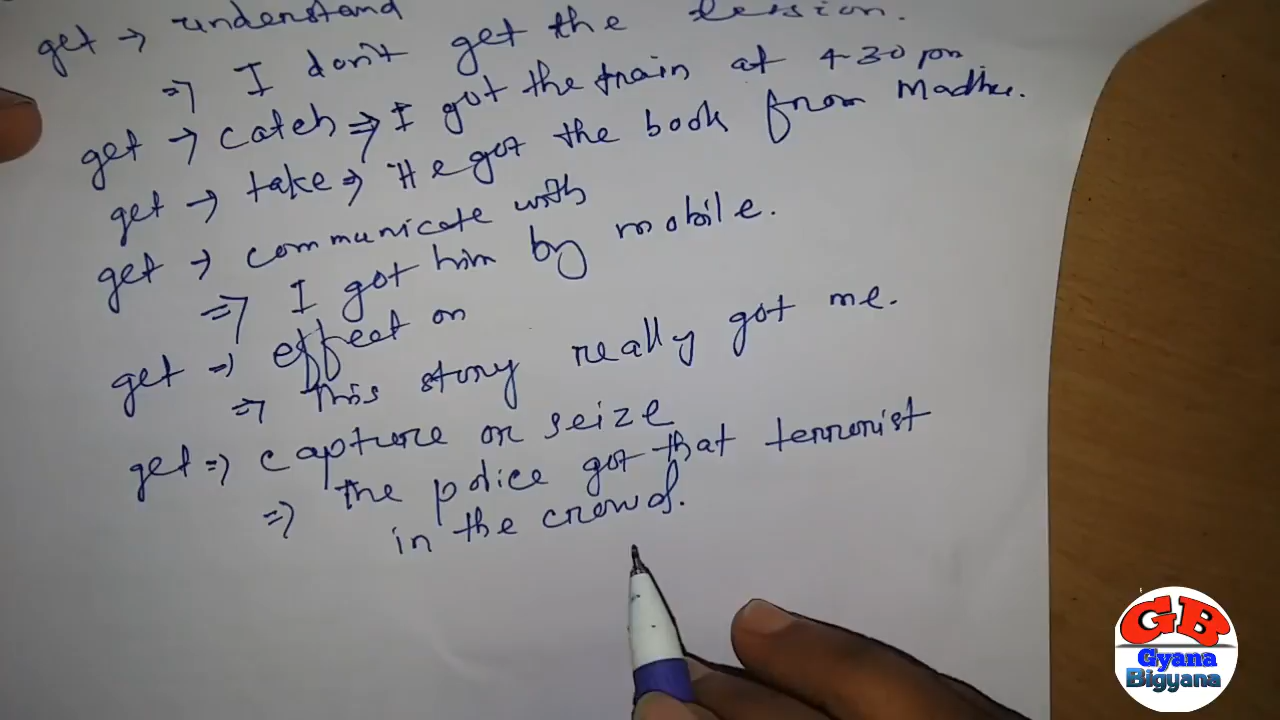 get → understand
⇒ I don't get the lession.
get → catch ⇒ I got the train at 4-30 pm
get → take ⇒ He got the book from Madhu.
get → communicate with
⇒ I got him by mobile.
get ⇒ effect on
⇒ This story really got me.
get ⇒ capture or seize
⇒ The police got that terrorist
in the crowd.
GB
Gyana
Bigyana